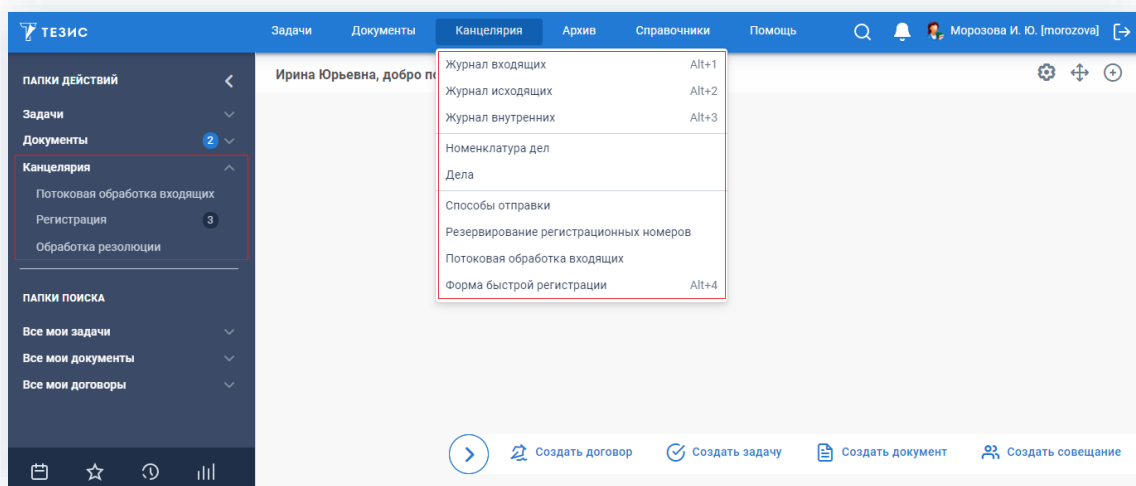 ТЕЗИС
Задачи Документы Канцелярия Архив Справочники Помощь Морозова И. Ю. [morozova]
ПАПКИ ДЕЙСТВИЙ
Задачи
Документы 2
Канцелярия
Потоковая обработка входящих
Регистрация 3
Обработка резолюции
ПАПКИ ПОИСКА
Все мои задачи
Все мои документы
Все мои договоры
Ирина Юрьевна, добро
Журнал входящих Alt+1
Журнал исходящих Alt+2
Журнал внутренних Alt+3
Номенклатура дел
Дела
Способы отправки
Резервирование регистрационных номеров
Потоковая обработка входящих
Форма быстрой регистрации Alt+4
Создать договор Создать задачу Создать документ Создать совещание